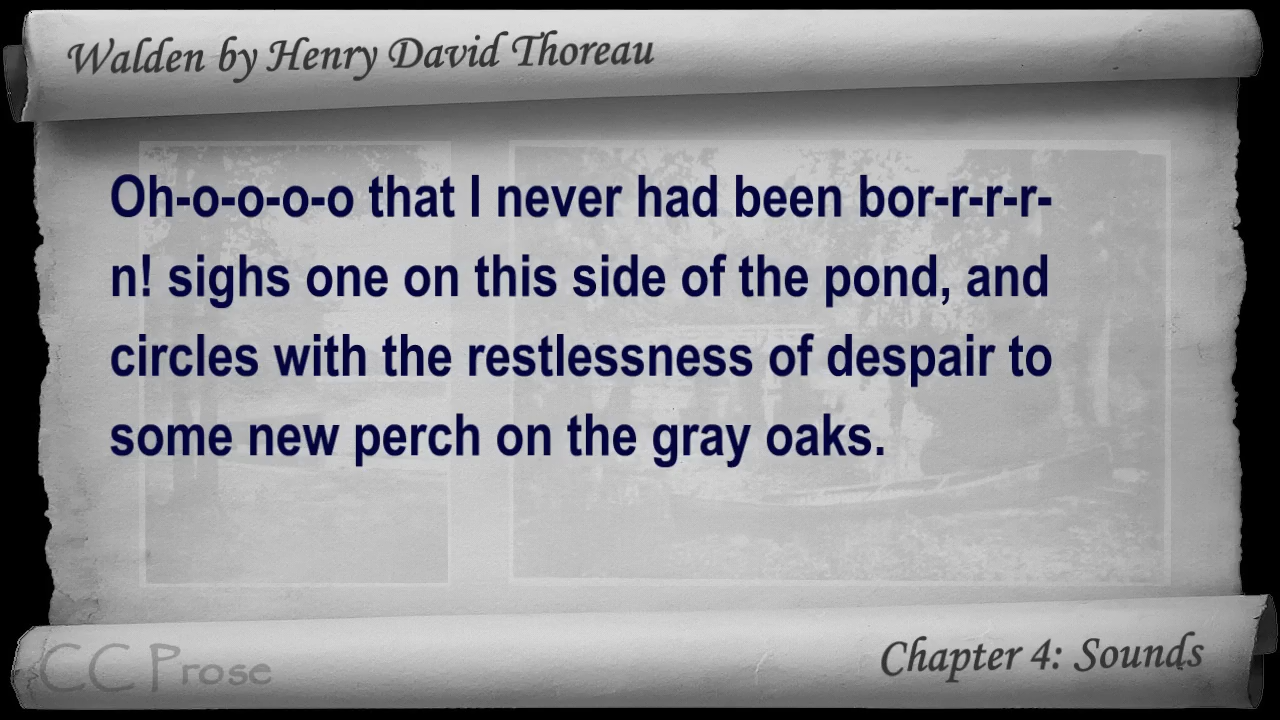 Walden by Henry David Thoreau
Oh-o-o-o-o that I never had been bor-r-r-r-
n! sighs one on this side of the pond, and
circles with the restlessness of despair to
some new perch on the gray oaks.
CC Prose
Chapter 4: Sounds